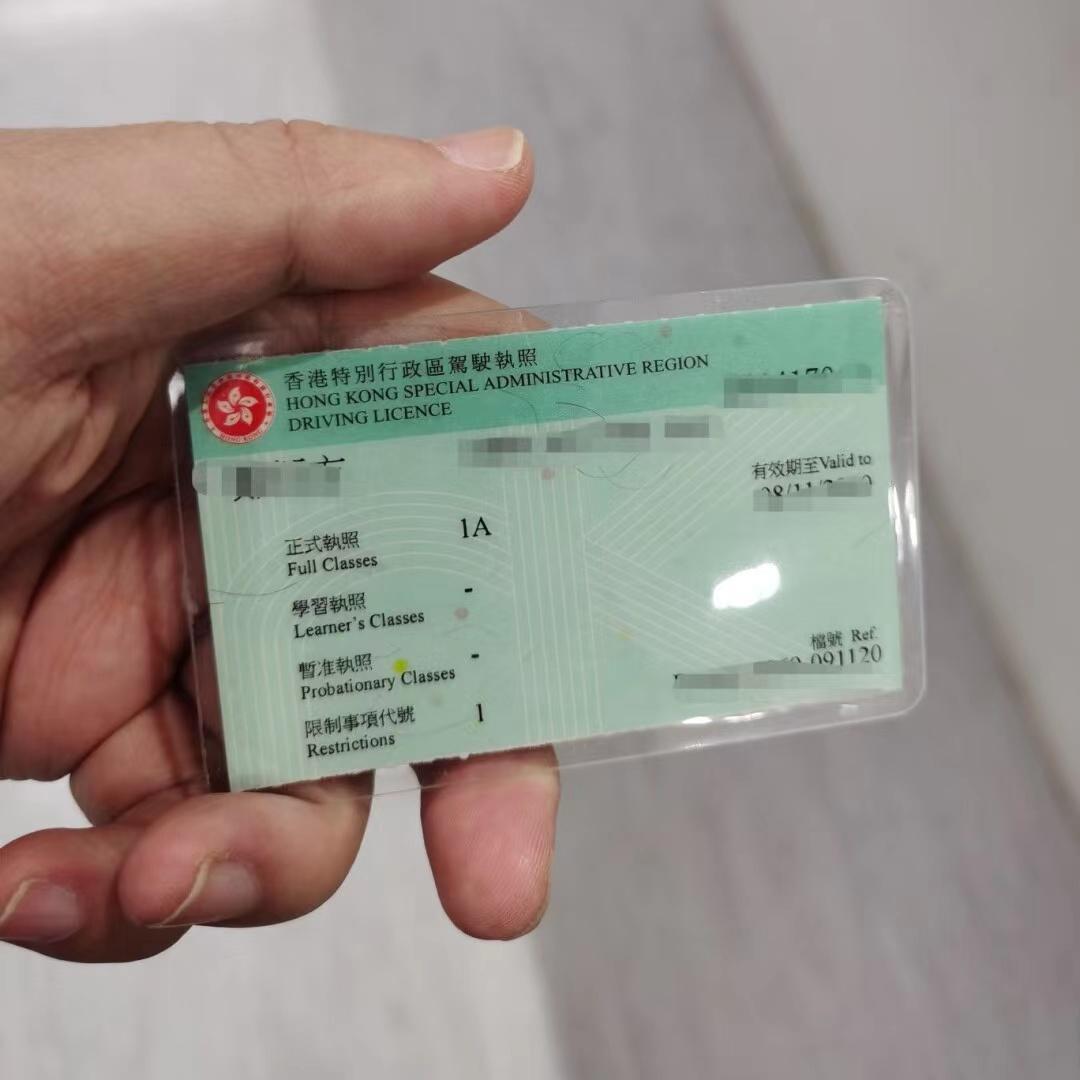 香港特別行政區駕駛執照
HONG KONG SPECIAL ADMINISTRATIVE REGION
DRIVING LICENCE
有效期至Valid to
正式執照 1A
Full Classes
學習執照 -
Learner's Classes
暫准執照 -
Probationary Classes
限制事項代號 1
Restrictions
檔號 Ref.
091120
HONG KONG